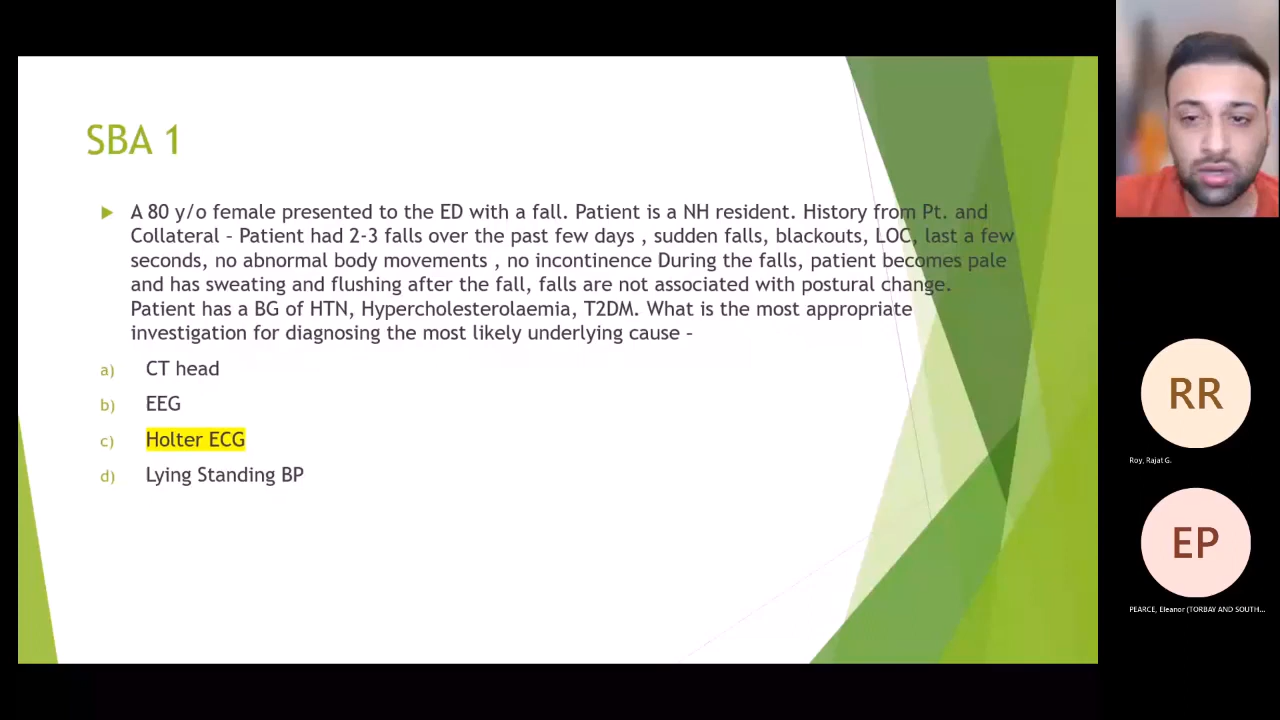 SBA 1
A 80 y/o female presented to the ED with a fall. Patient is a NH resident. History from Pt. and
Collateral – Patient had 2-3 falls over the past few days , sudden falls, blackouts, LOC, last a few
seconds, no abnormal body movements , no incontinence During the falls, patient becomes pale
and has sweating and flushing after the fall, falls are not associated with postural change.
Patient has a BG of HTN, Hypercholesterolaemia, T2DM. What is the most appropriate
investigation for diagnosing the most likely underlying cause –
a) CT head
b) EEG
c) Holter ECG
d) Lying Standing BP
RR
Roy, Rajat G.
EP
PEARCE, Eleanor (TORBAY AND SOUTH...